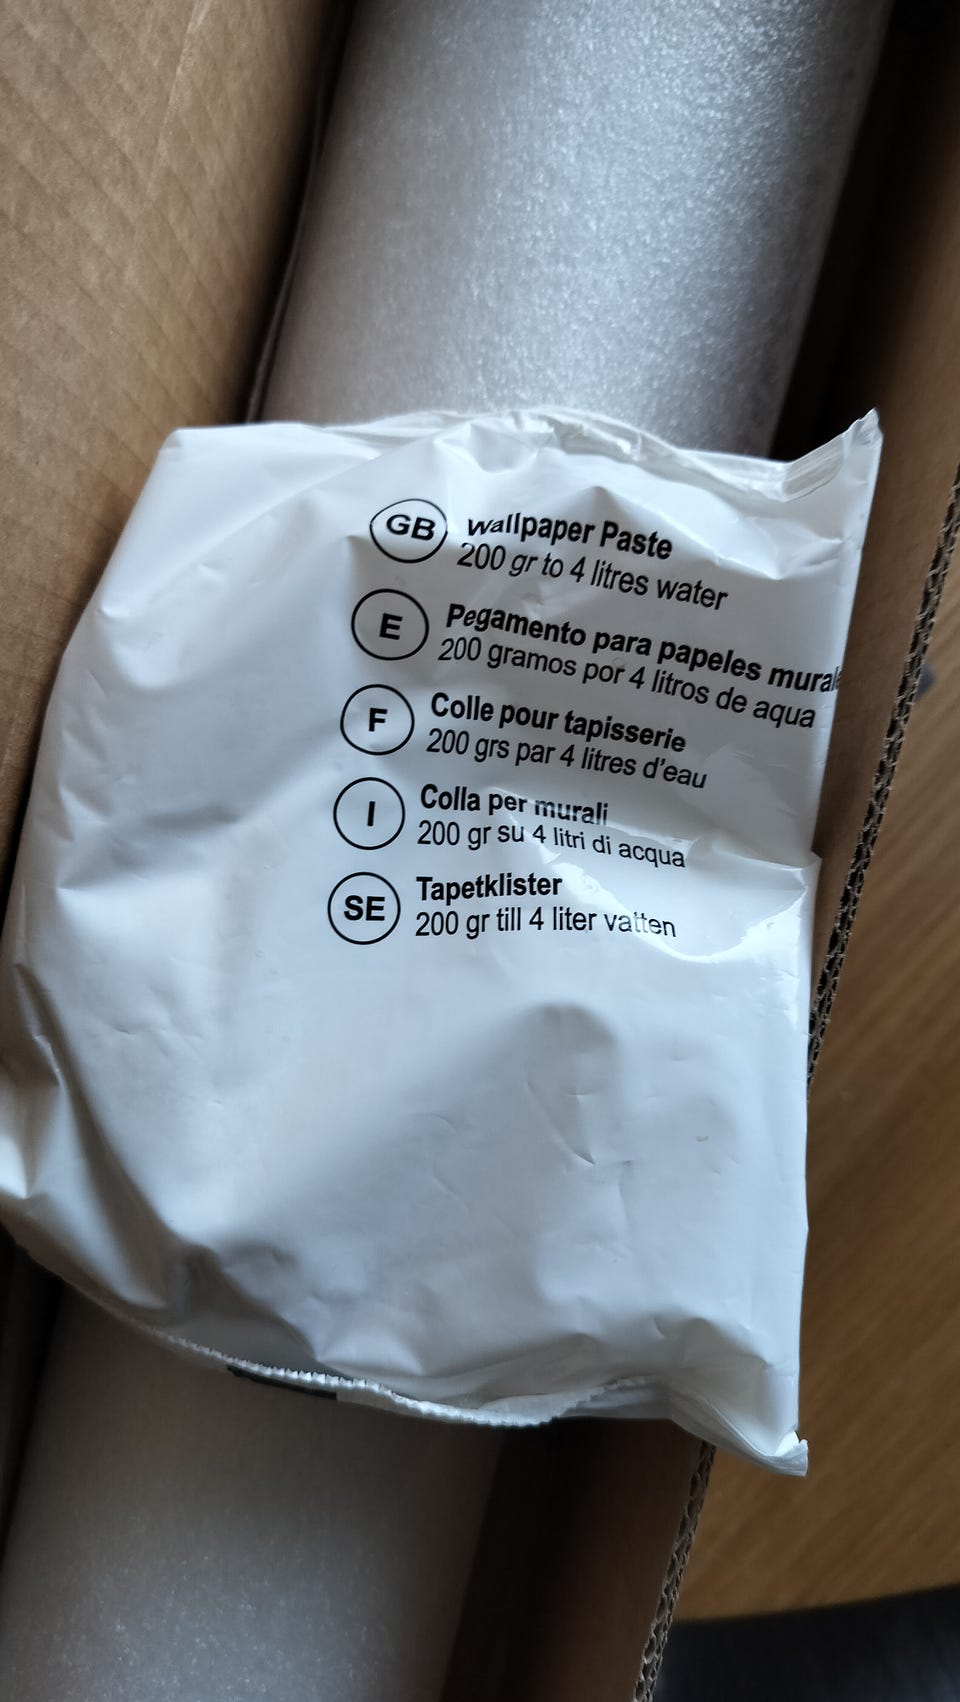 GB wallpaper Paste
200 gr to 4 litres water
E Pegamento para papeles
200 gramos por 4 litros de aqua
F Colle pour tapisserie
200 grs par 4 litres d'eau
I Colla per murali
200 gr su 4 litri di acqua
SE Tapetklister
200 gr till 4 liter vatten